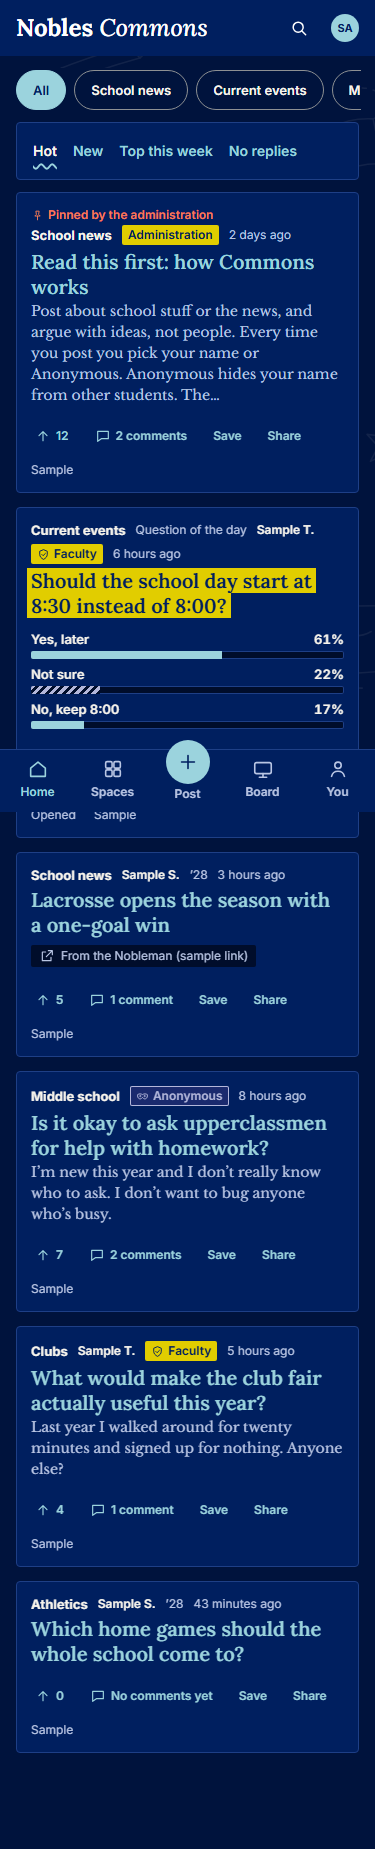 Nobles Commons
SA
All School news Current events M
Hot New Top this week No replies
Pinned by the administration
School news Administration 2 days ago
Read this first: how Commons
works
Post about school stuff or the news, and
argue with ideas, not people. Every time
you post you pick your name or
Anonymous. Anonymous hides your name
from other students. The…
12 2 comments Save Share
Sample
Current events Question of the day Sample T.
Faculty 6 hours ago
Should the school day start at
8:30 instead of 8:00?
Yes, later 61%
Not sure 22%
No, keep 8:00 17%
Home Spaces Post Board You
Opened Sample
School news Sample S. ’28 3 hours ago
Lacrosse opens the season with
a one-goal win
From the Nobleman (sample link)
5 1 comment Save Share
Sample
Middle school Anonymous 8 hours ago
Is it okay to ask upperclassmen
for help with homework?
I’m new this year and I don’t really know
who to ask. I don’t want to bug anyone
who’s busy.
7 2 comments Save Share
Sample
Clubs Sample T. Faculty 5 hours ago
What would make the club fair
actually useful this year?
Last year I walked around for twenty
minutes and signed up for nothing. Anyone
else?
4 1 comment Save Share
Sample
Athletics Sample S. ’28 43 minutes ago
Which home games should the
whole school come to?
0 No comments yet Save Share
Sample